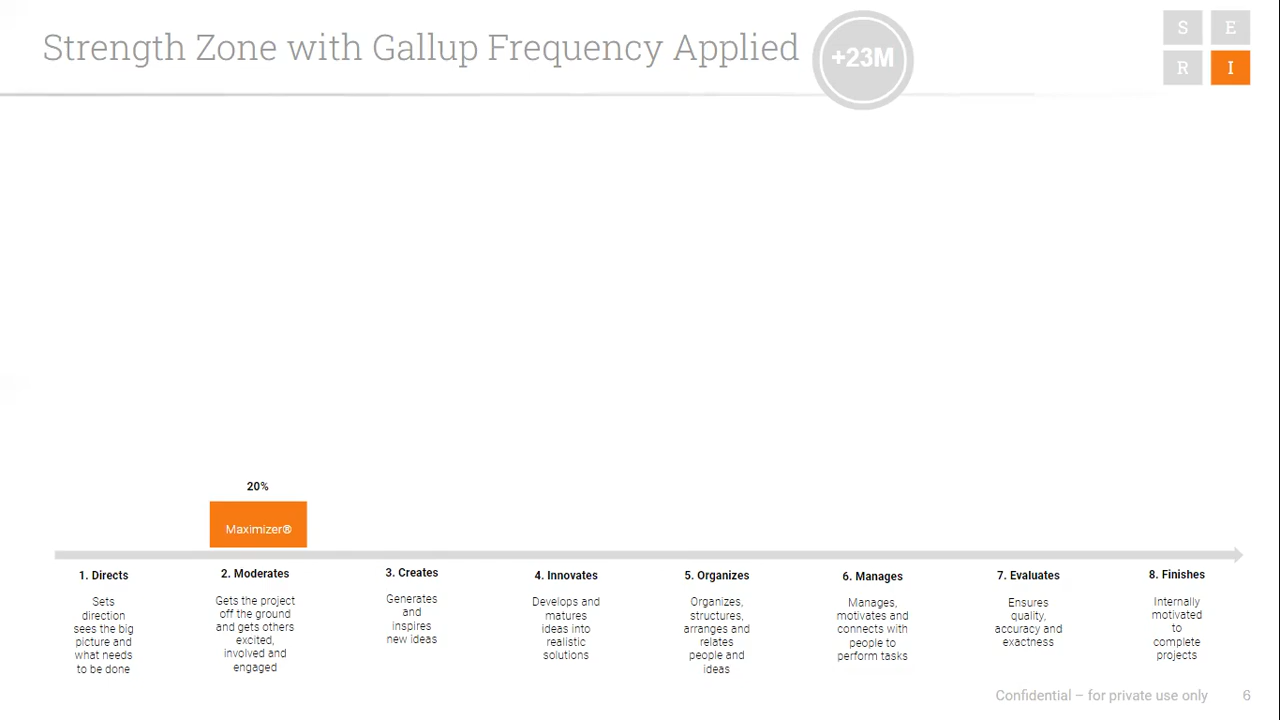 Strength Zone with Gallup Frequency Applied
+23M
S E
R I
20%
Maximizer®
1. Directs
Sets
direction
sees the big
picture and
what needs
to be done
2. Moderates
Gets the project
off the ground
and gets others
excited,
involved and
engaged
3. Creates
Generates
and
inspires
new ideas
4. Innovates
Develops and
matures
ideas into
realistic
solutions
5. Organizes
Organizes,
structures,
arranges and
relates
people and
ideas
6. Manages
Manages,
motivates and
connects with
people to
perform tasks
7. Evaluates
Ensures
quality,
accuracy and
exactness
8. Finishes
Internally
motivated
to
complete
projects
Confidential – for private use only 6